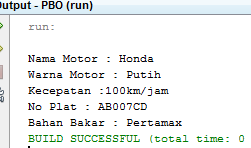 Output - PBO (run)
run:
Nama Motor : Honda
Warna Motor : Putih
Kecepatan :100km/jam
No Plat : AB007CD
Bahan Bakar : Pertamax
BUILD SUCCESSFUL (total time: 0